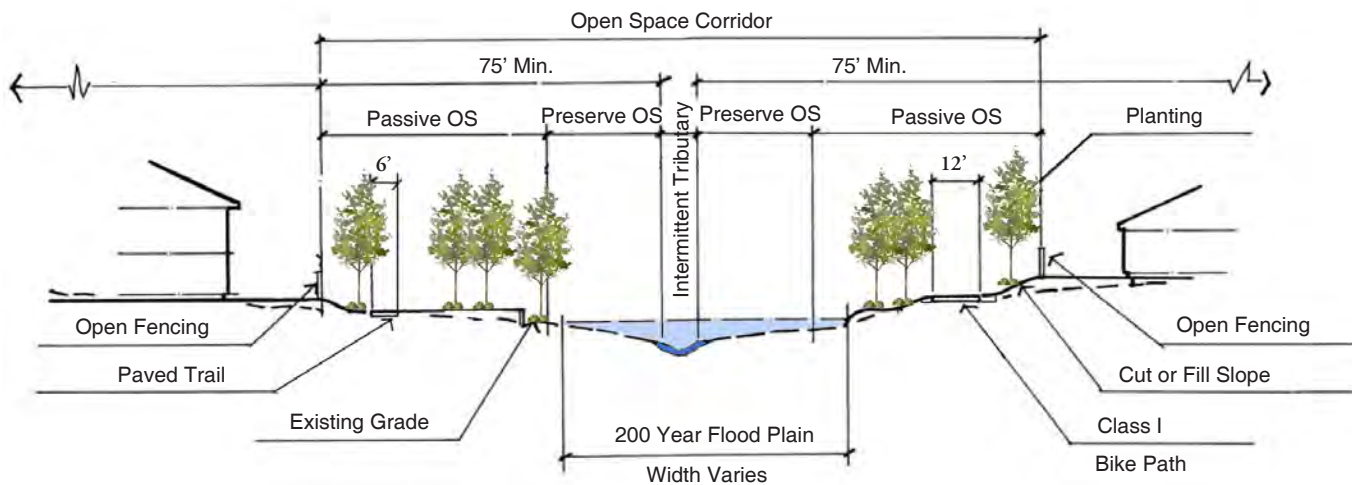 Open Space Corridor
75' Min.
75' Min.
Passive OS
Preserve OS
Intermittent Tributary
Preserve OS
Passive OS
Planting
6'
12'
Open Fencing
Open Fencing
Paved Trail
Cut or Fill Slope
Existing Grade
200 Year Flood Plain
Width Varies
Class I
Bike Path